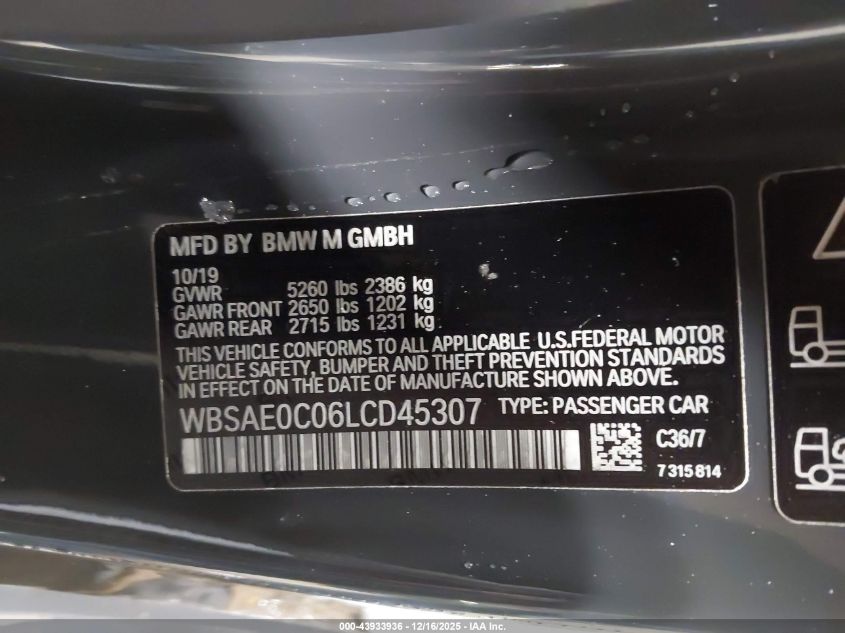 MFD BY BMW M GMBH
10/19
GVWR 5260 lbs 2386 kg
GAWR FRONT 2650 lbs 1202 kg
GAWR REAR 2715 lbs 1231 kg
THIS VEHICLE CONFORMS TO ALL APPLICABLE U.S.FEDERAL MOTOR
VEHICLE SAFETY, BUMPER AND THEFT PREVENTION STANDARDS
IN EFFECT ON THE DATE OF MANUFACTURE SHOWN ABOVE.
WBSAE0C06LCD45307 TYPE: PASSENGER CAR
C36/7
7 315 814
000-43933936 - 12/16/2025 - IAA Inc.